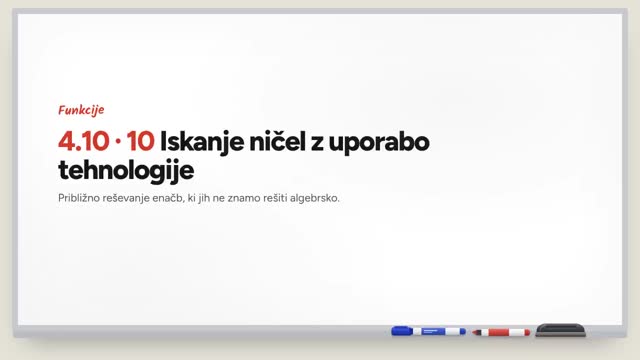 Funkcije
4.10 · 10 Iskanje ničel z uporabo
tehnologije
Približno reševanje enačb, ki jih ne znamo rešiti algebrsko.